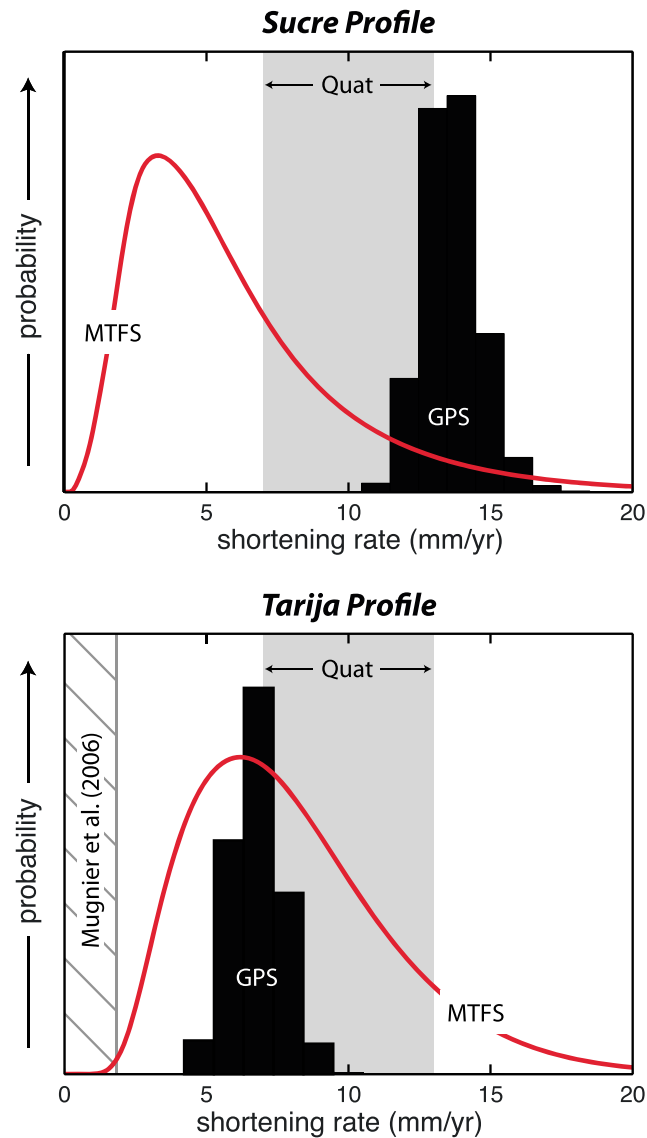 Sucre Profile
Quat
probability
MTFS
GPS
0 5 10 15 20
shortening rate (mm/yr)
Tarija Profile
Quat
probability
Mugnier et al. (2006)
GPS
MTFS
0 5 10 15 20
shortening rate (mm/yr)